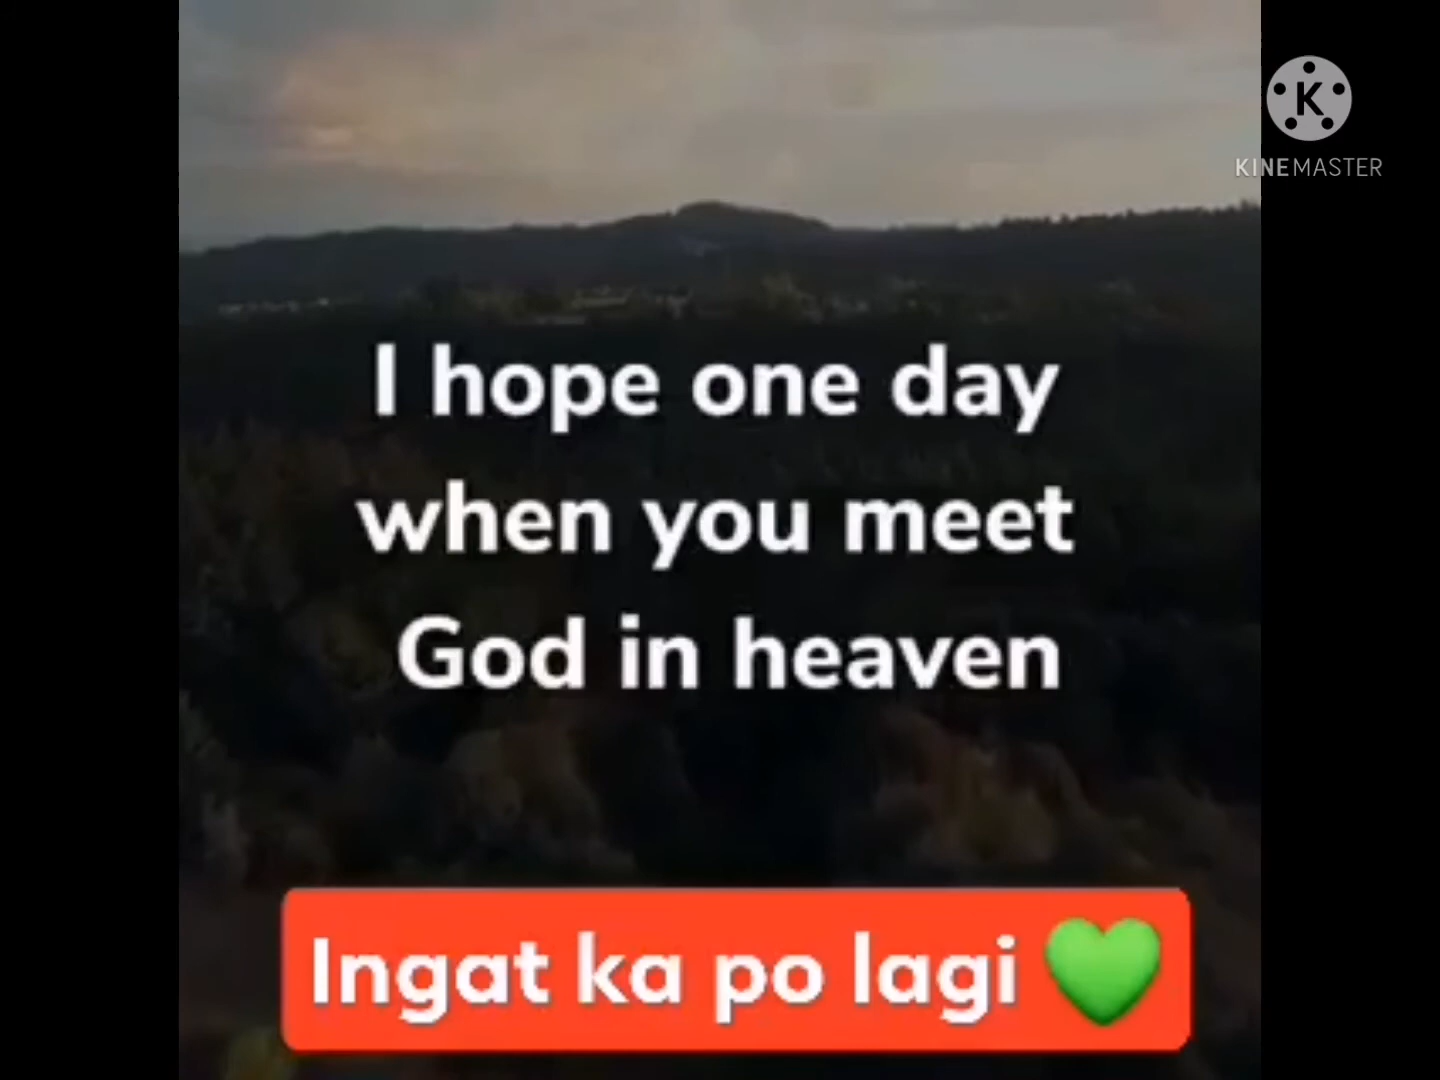 K
KINEMASTER
I hope one day
when you meet
God in heaven
Ingat ka po lagi 💚